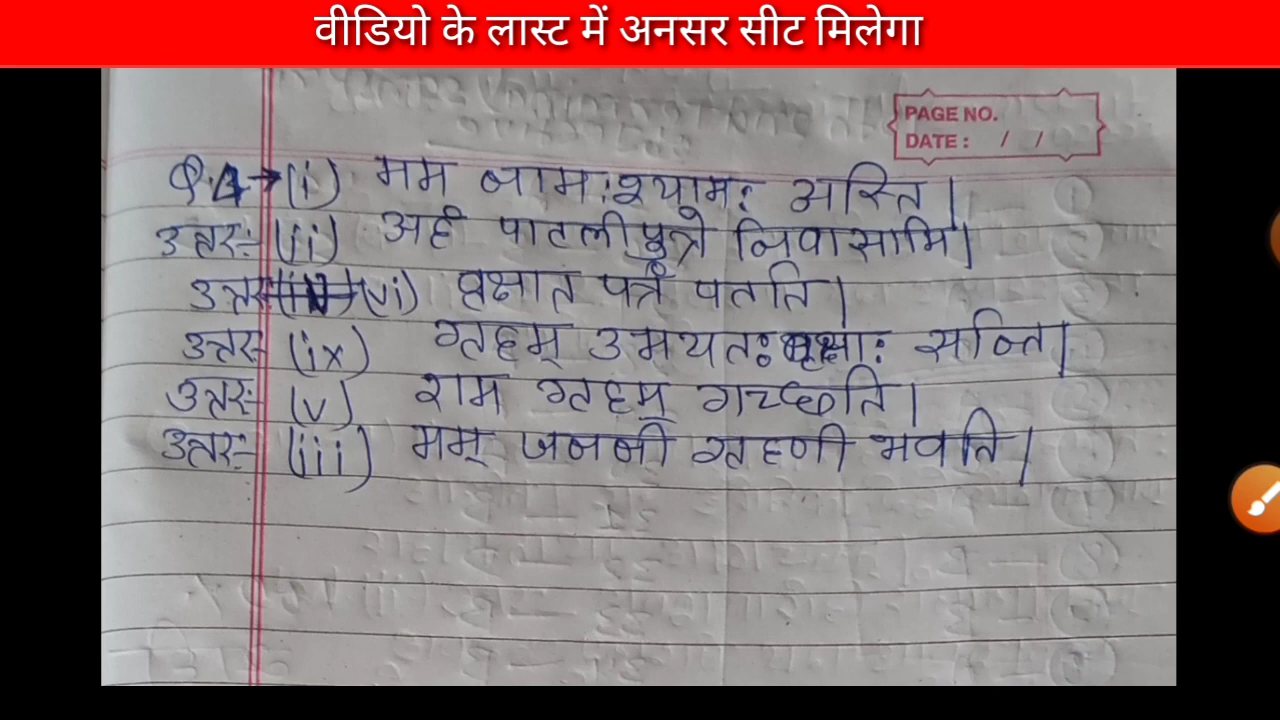 वीडियो के लास्ट में अनसर सीट मिलेगा
PAGE NO.
DATE : / /
Q.4→(i) मम नामःश्यामः अस्ति।
उत्तरः- (ii) अहं पाटलीपुत्रे निवासामि।
उत्तरः (vi) वृक्षात पत्रं पतति।
उत्तरः- (ix) गृहम् उभयतः वृक्षाः सन्ति।
उत्तरः- (v) राम गृहम् गच्छति।
उत्तरः- (iii) मम् जननी गृहणी भवति।